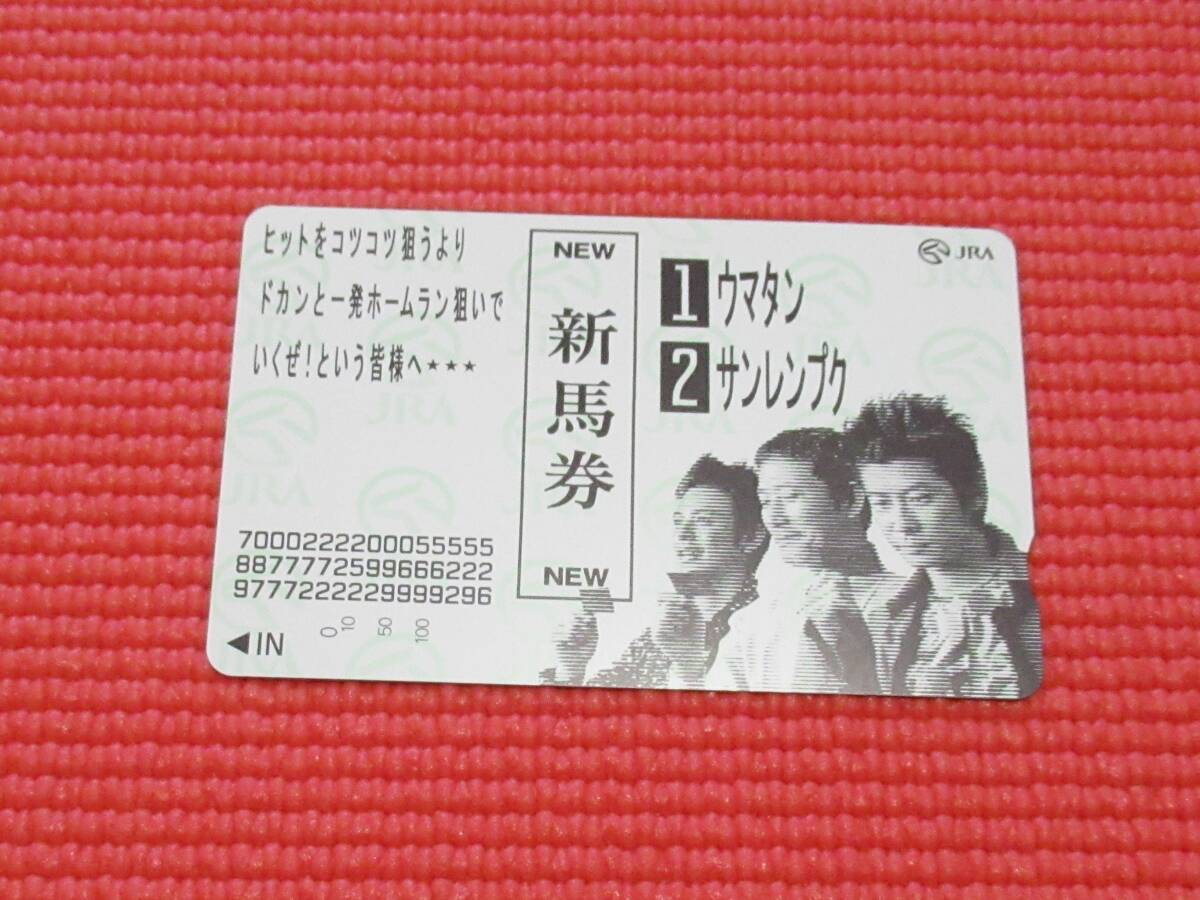 ヒットをコツコツ狙うより
ドカンと一発ホームラン狙いで
いくぜ!という皆様へ★★★
NEW
新馬券
NEW
JRA
1 ウマタン
2 サンレンプク
7000222200055555
8877772599666222
9777222229999296
◀IN
0 10 50 100